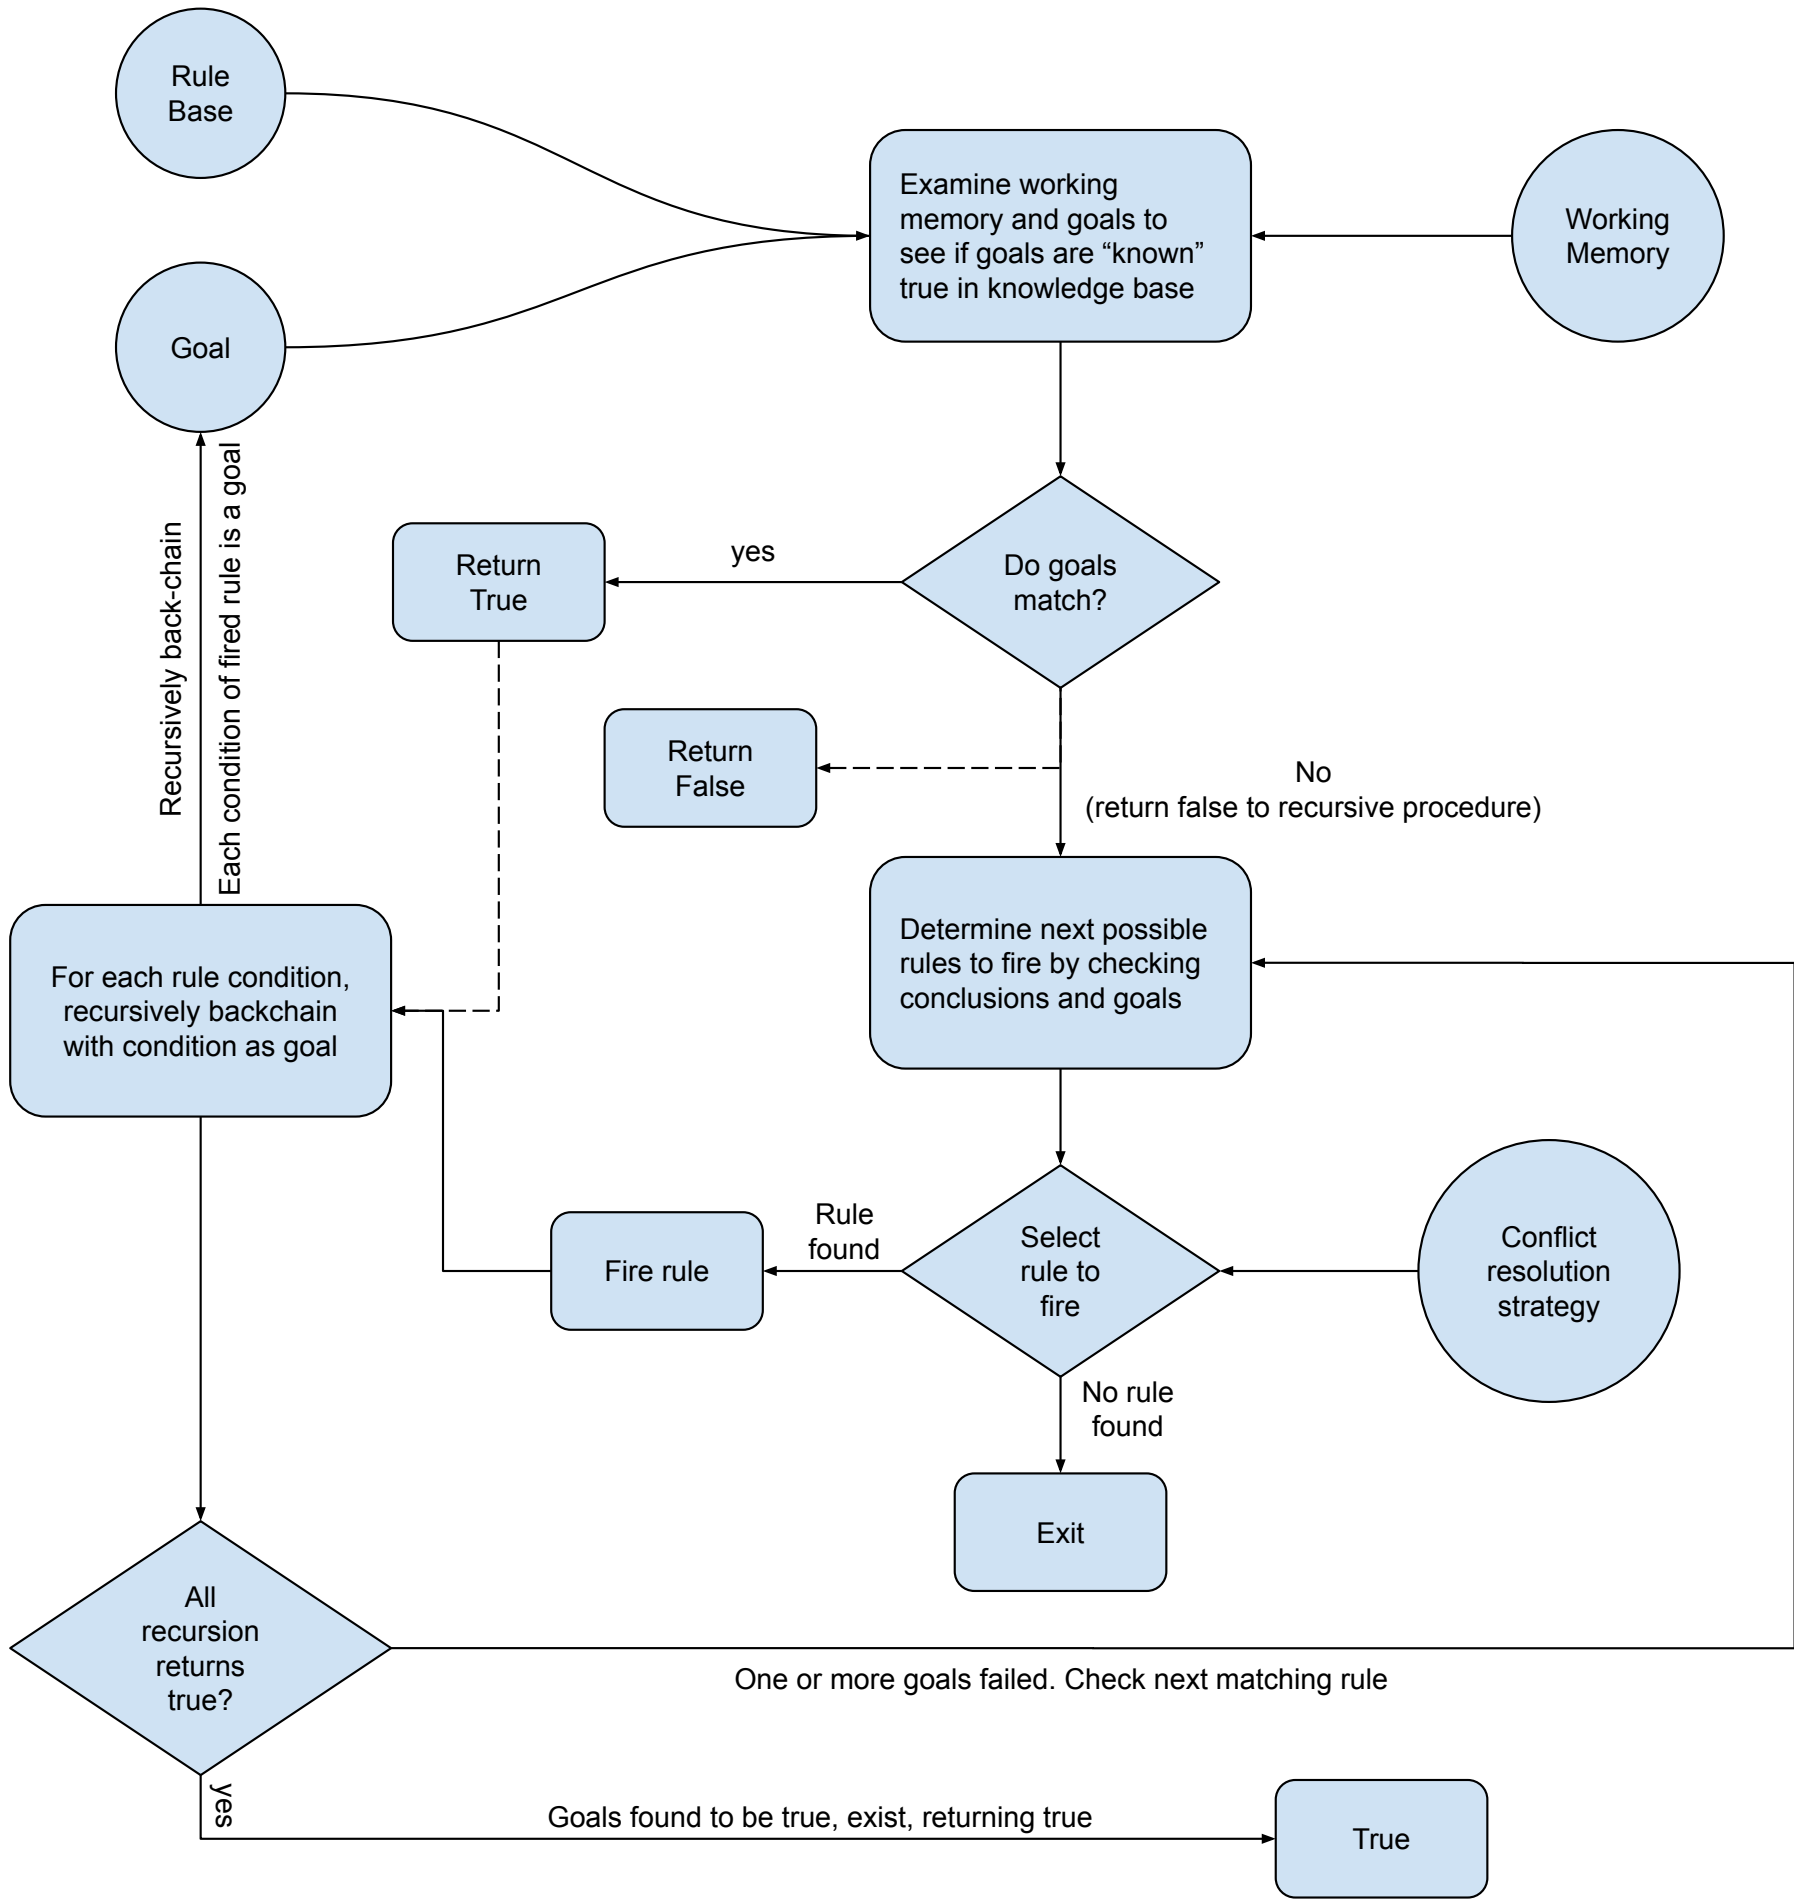 Rule
Base
Examine working
memory and goals to
see if goals are “known”
true in knowledge base
Working
Memory
Goal
Recursively back-chain
Each condition of fired rule is a goal
Return
True
yes
Do goals
match?
Return
False
No
(return false to recursive procedure)
For each rule condition,
recursively backchain
with condition as goal
Determine next possible
rules to fire by checking
conclusions and goals
Fire rule
Rule
found
Select
rule to
fire
Conflict
resolution
strategy
No rule
found
Exit
All
recursion
returns
true?
One or more goals failed. Check next matching rule
yes
Goals found to be true, exist, returning true
True